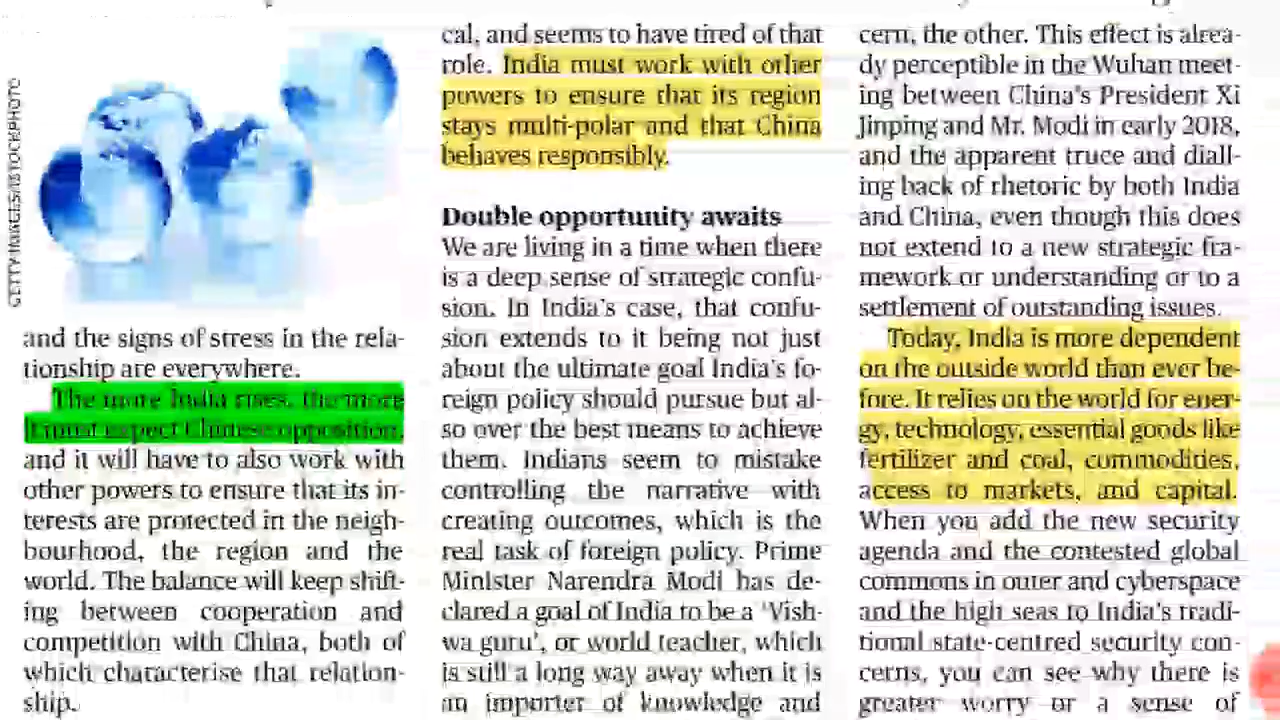 GETTY IMAGES/ISTOCKPHOTO
and the signs of stress in the rela-
tionship are everywhere.
The more India rises, the more
it must expect Chinese opposition,
and it will have to also work with
other powers to ensure that its in-
terests are protected in the neigh-
bourhood, the region and the
world. The balance will keep shift-
ing between cooperation and
competition with China, both of
which characterise that relation-
ship.
cal, and seems to have tired of that
role. India must work with other
powers to ensure that its region
stays multi-polar and that China
behaves responsibly.
Double opportunity awaits
We are living in a time when there
is a deep sense of strategic confu-
sion. In India's case, that confu-
sion extends to it being not just
about the ultimate goal India's fo-
reign policy should pursue but al-
so over the best means to achieve
them. Indians seem to mistake
controlling the narrative with
creating outcomes, which is the
real task of foreign policy. Prime
Minister Narendra Modi has de-
clared a goal of India to be a 'Vish-
wa guru', or world teacher, which
is still a long way away when it is
an importer of knowledge and
cern, the other. This effect is alrea-
dy perceptible in the Wuhan meet-
ing between China's President Xi
Jinping and Mr. Modi in early 2018,
and the apparent truce and diall-
ing back of rhetoric by both India
and China, even though this does
not extend to a new strategic fra-
mework or understanding or to a
settlement of outstanding issues.
Today, India is more dependent
on the outside world than ever be-
fore. It relies on the world for ener-
gy, technology, essential goods like
fertilizer and coal, commodities,
access to markets, and capital.
When you add the new security
agenda and the contested global
commons in outer and cyberspace
and the high seas to India's tradi-
tional state-centred security con-
cerns, you can see why there is
greater worry or a sense of